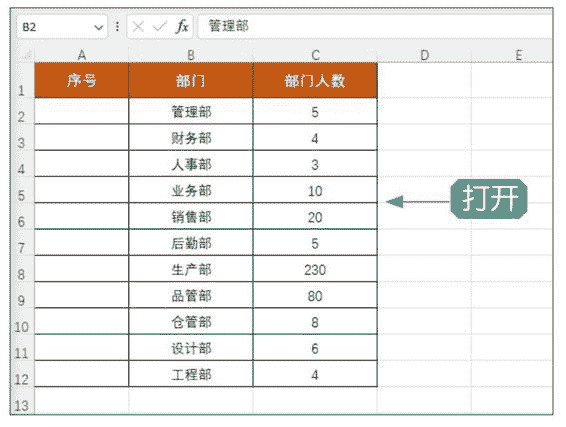 B2 fx 管理部
A B C D E
1 序号 部门 部门人数
2 管理部 5
3 财务部 4
4 人事部 3
5 业务部 10
打开
6 销售部 20
7 后勤部 5
8 生产部 230
9 品管部 80
10 仓管部 8
11 设计部 6
12 工程部 4
13